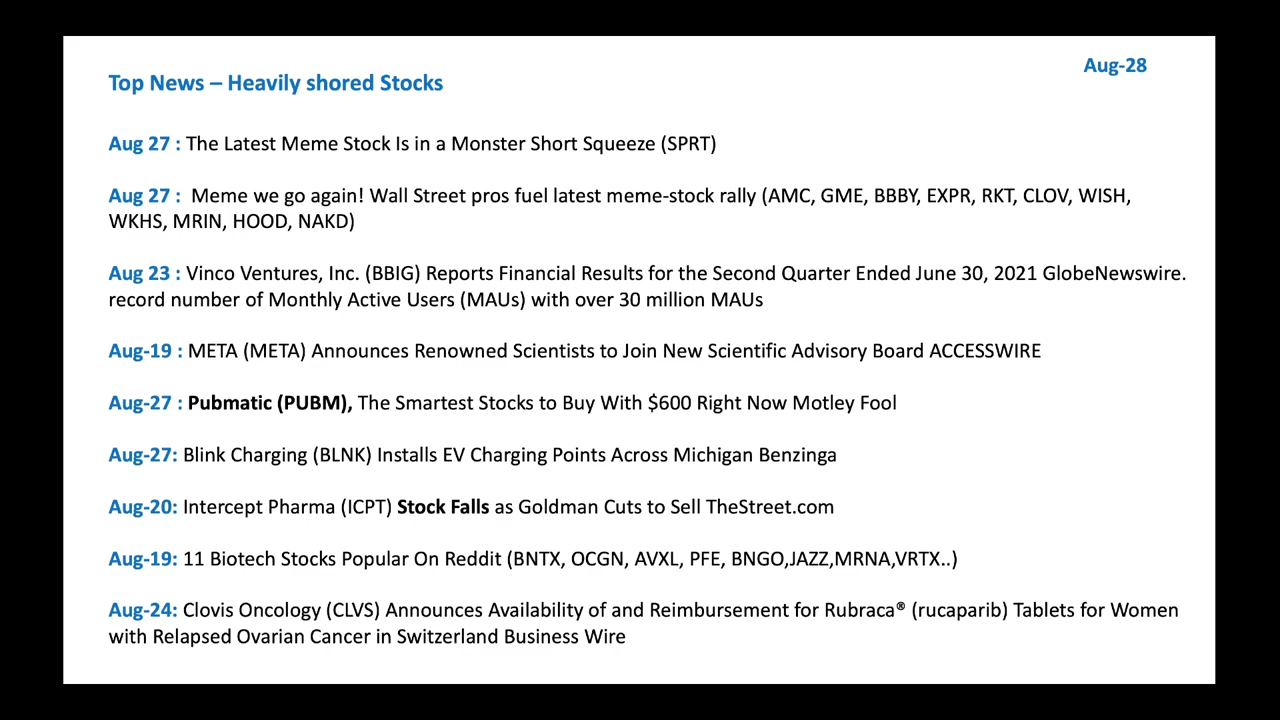 Aug-28
Top News – Heavily shored Stocks
Aug 27 : The Latest Meme Stock Is in a Monster Short Squeeze (SPRT)
Aug 27 : Meme we go again! Wall Street pros fuel latest meme-stock rally (AMC, GME, BBBY, EXPR, RKT, CLOV, WISH,
WKHS, MRIN, HOOD, NAKD)
Aug 23 : Vinco Ventures, Inc. (BBIG) Reports Financial Results for the Second Quarter Ended June 30, 2021 GlobeNewswire.
record number of Monthly Active Users (MAUs) with over 30 million MAUs
Aug-19 : META (META) Announces Renowned Scientists to Join New Scientific Advisory Board ACCESSWIRE
Aug-27 : Pubmatic (PUBM), The Smartest Stocks to Buy With $600 Right Now Motley Fool
Aug-27: Blink Charging (BLNK) Installs EV Charging Points Across Michigan Benzinga
Aug-20: Intercept Pharma (ICPT) Stock Falls as Goldman Cuts to Sell TheStreet.com
Aug-19: 11 Biotech Stocks Popular On Reddit (BNTX, OCGN, AVXL, PFE, BNGO,JAZZ,MRNA,VRTX..)
Aug-24: Clovis Oncology (CLVS) Announces Availability of and Reimbursement for Rubraca® (rucaparib) Tablets for Women
with Relapsed Ovarian Cancer in Switzerland Business Wire